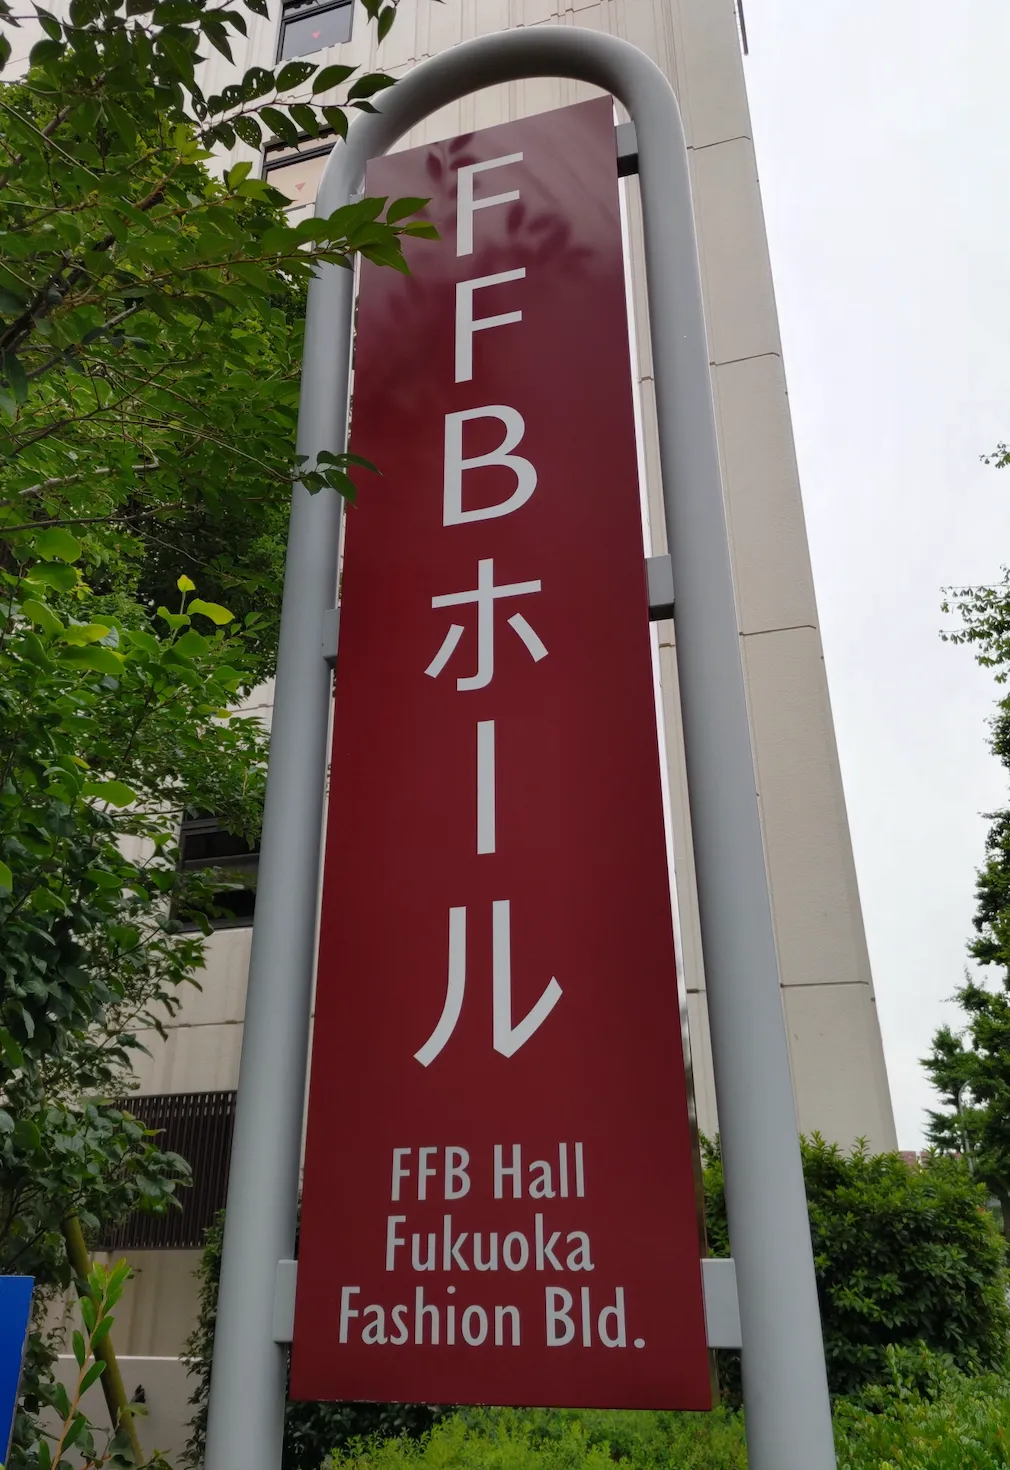 FFBホール
FFB Hall
Fukuoka
Fashion Bld.